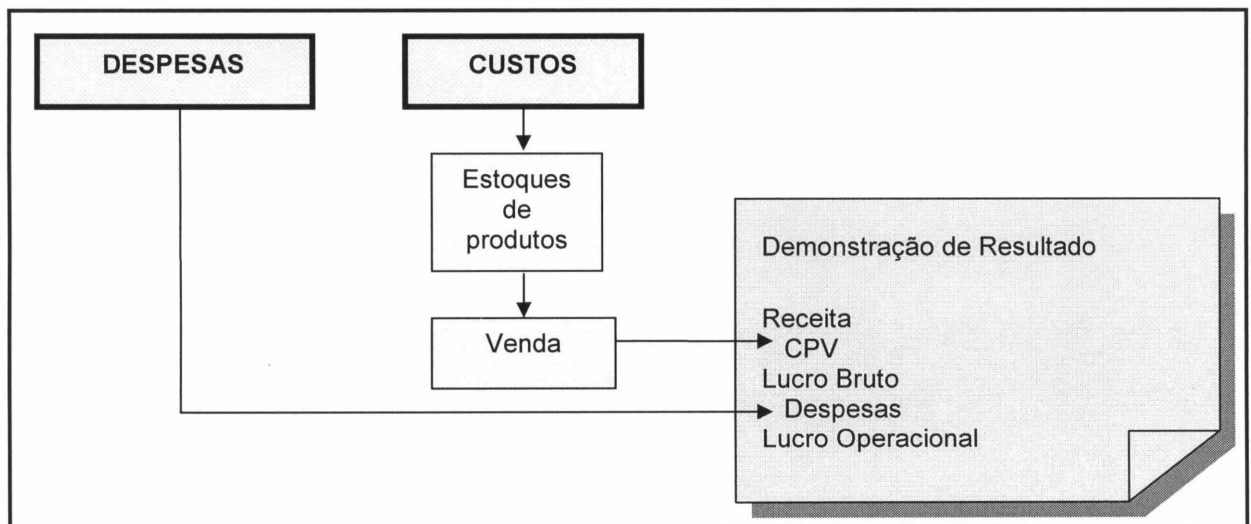 DESPESAS
CUSTOS
Estoques
de
produtos
Venda
Demonstração de Resultado
Receita
CPV
Lucro Bruto
Despesas
Lucro Operacional